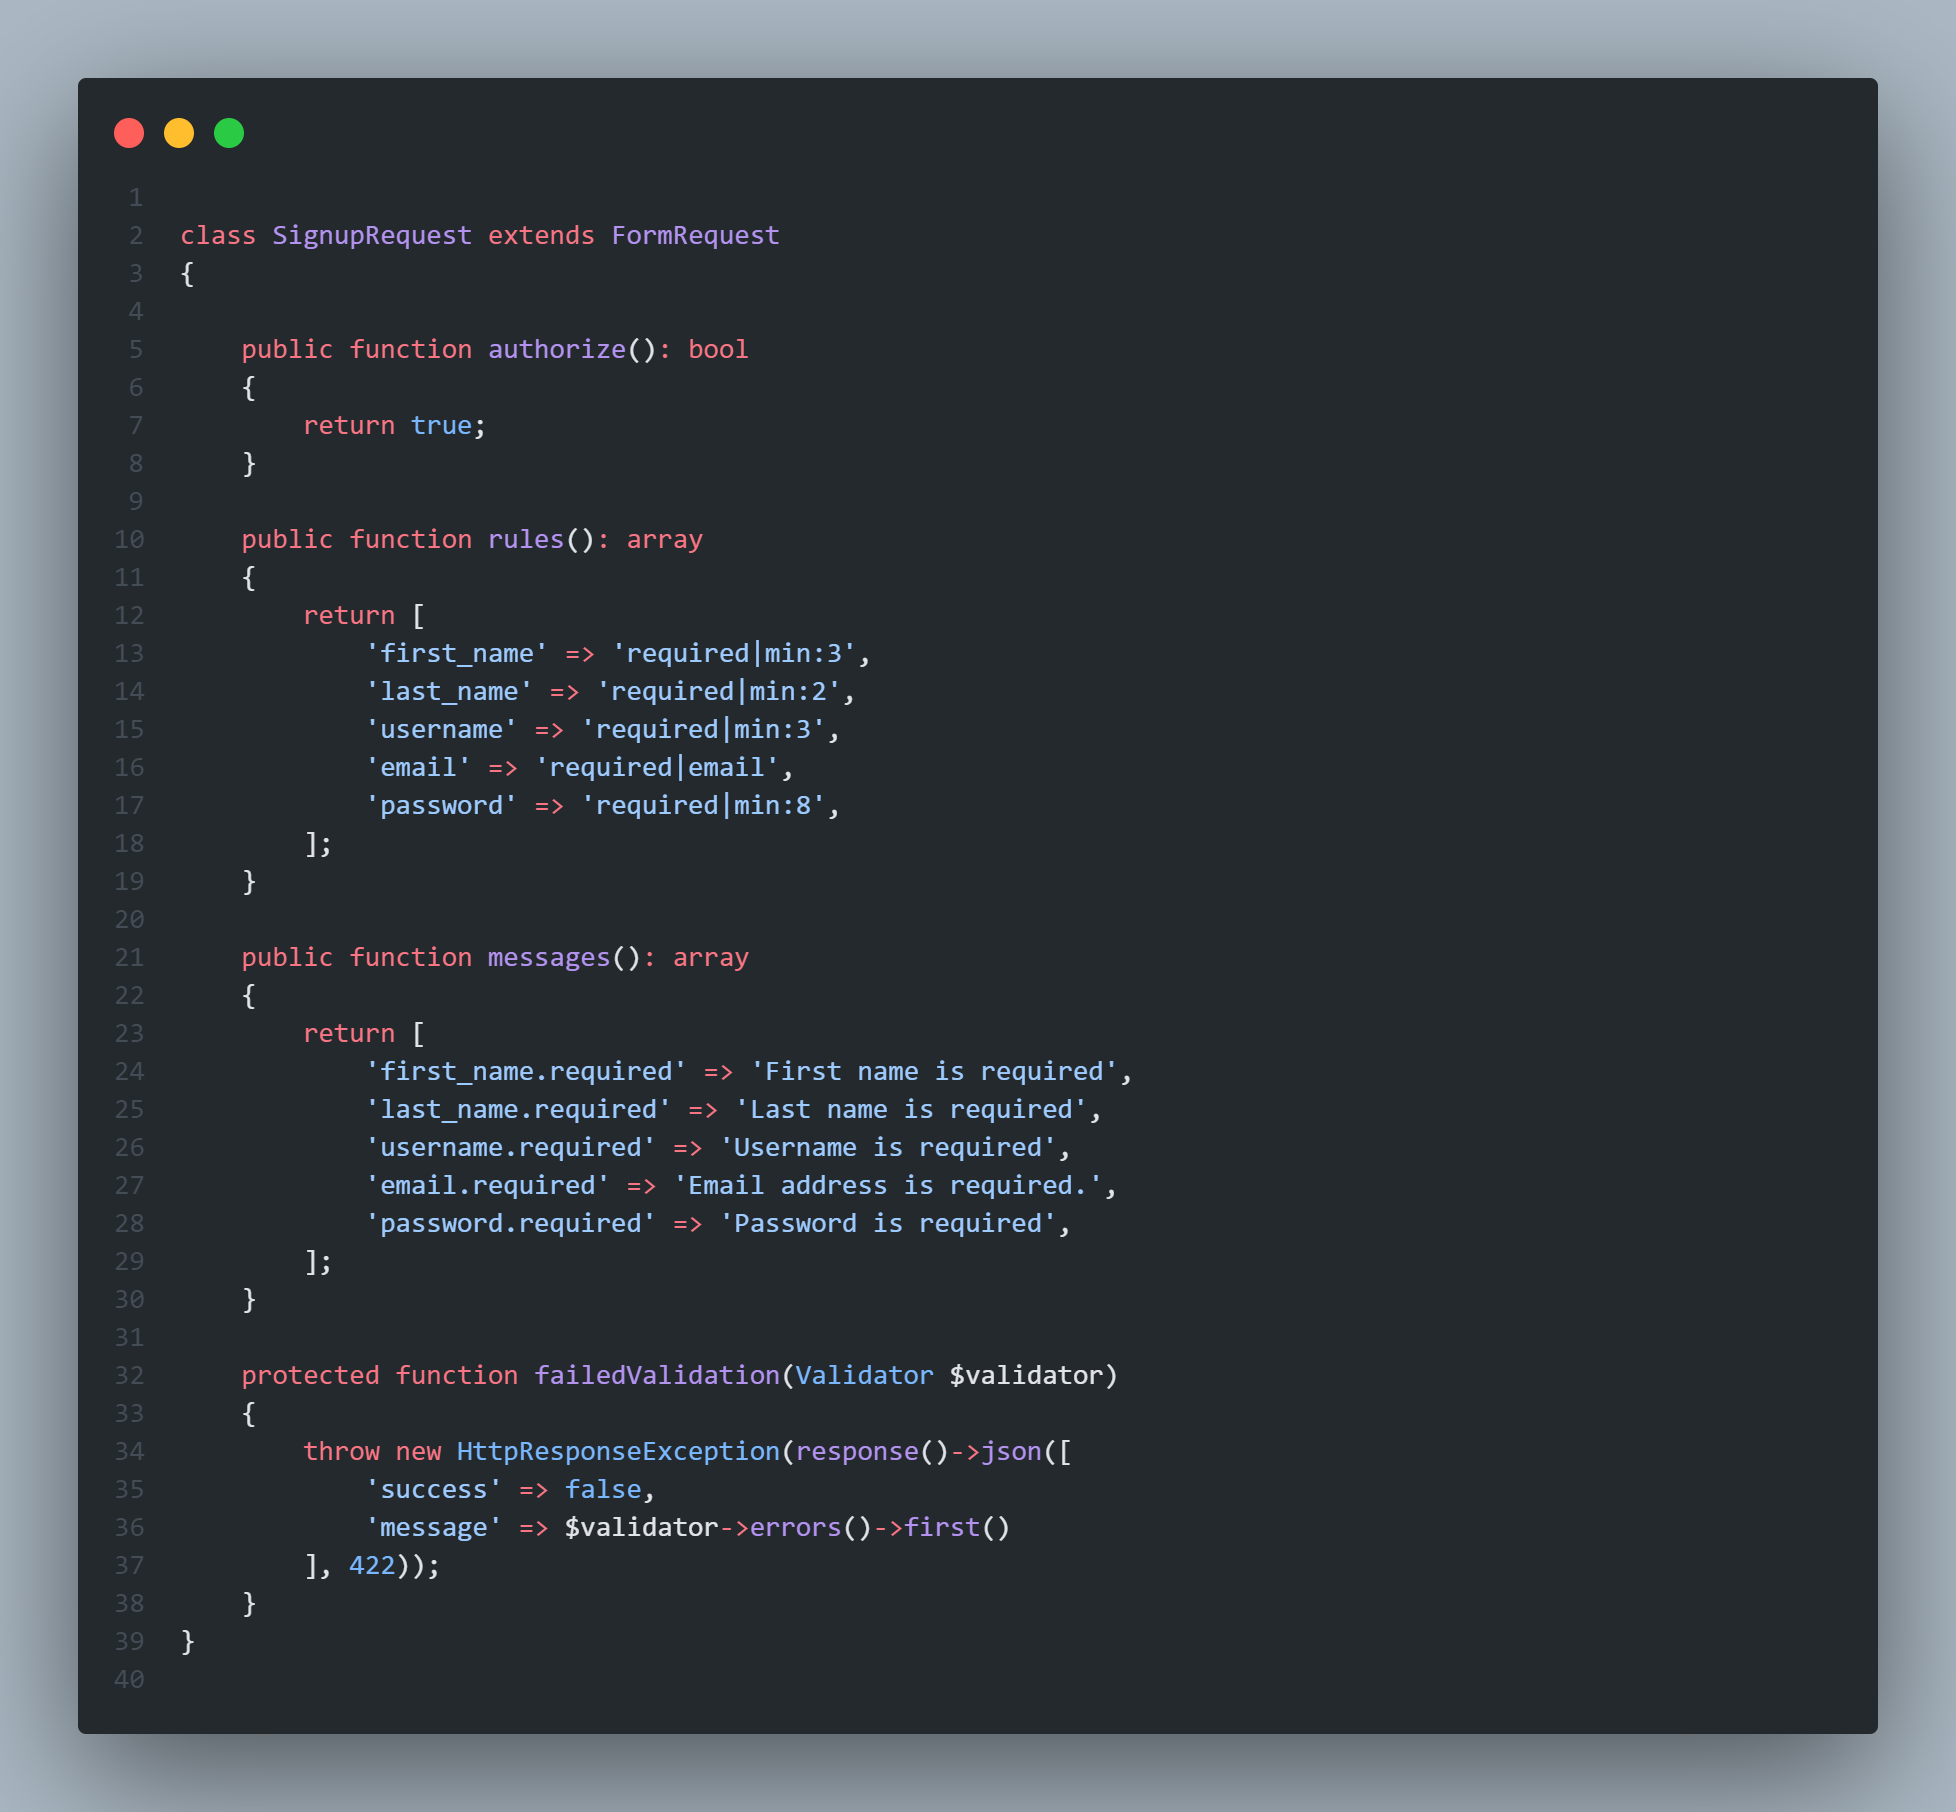 1
2 class SignupRequest extends FormRequest
3 {
4
5     public function authorize(): bool
6     {
7         return true;
8     }
9
10     public function rules(): array
11     {
12         return [
13             'first_name' => 'required|min:3',
14             'last_name' => 'required|min:2',
15             'username' => 'required|min:3',
16             'email' => 'required|email',
17             'password' => 'required|min:8',
18         ];
19     }
20
21     public function messages(): array
22     {
23         return [
24             'first_name.required' => 'First name is required',
25             'last_name.required' => 'Last name is required',
26             'username.required' => 'Username is required',
27             'email.required' => 'Email address is required.',
28             'password.required' => 'Password is required',
29         ];
30     }
31
32     protected function failedValidation(Validator $validator)
33     {
34         throw new HttpResponseException(response()->json([
35             'success' => false,
36             'message' => $validator->errors()->first()
37         ], 422));
38     }
39 }
40